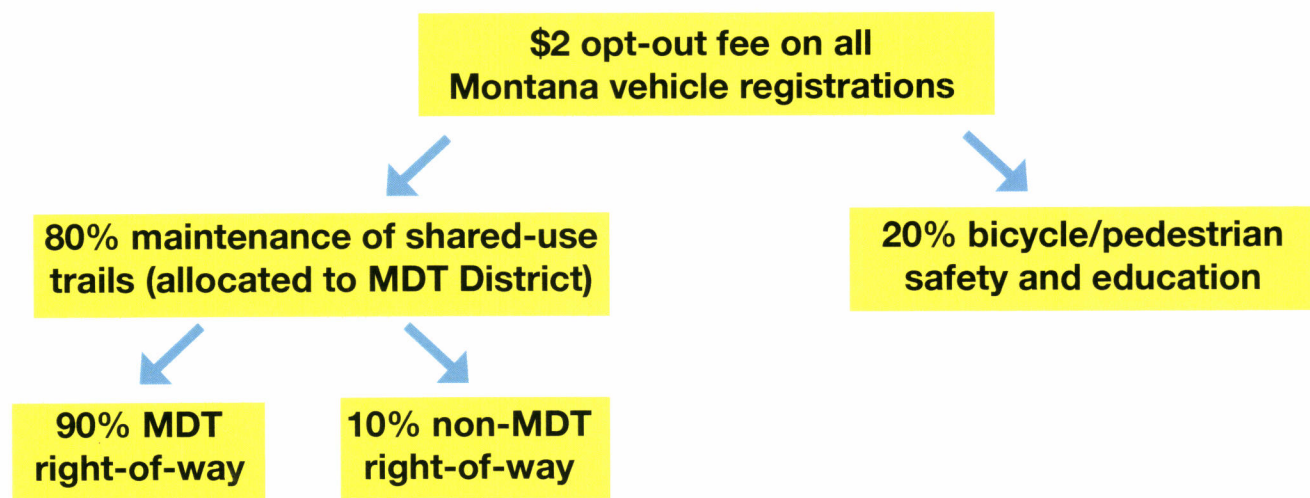 $2 opt-out fee on all
Montana vehicle registrations
80% maintenance of shared-use
trails (allocated to MDT District)
20% bicycle/pedestrian
safety and education
90% MDT
right-of-way
10% non-MDT
right-of-way